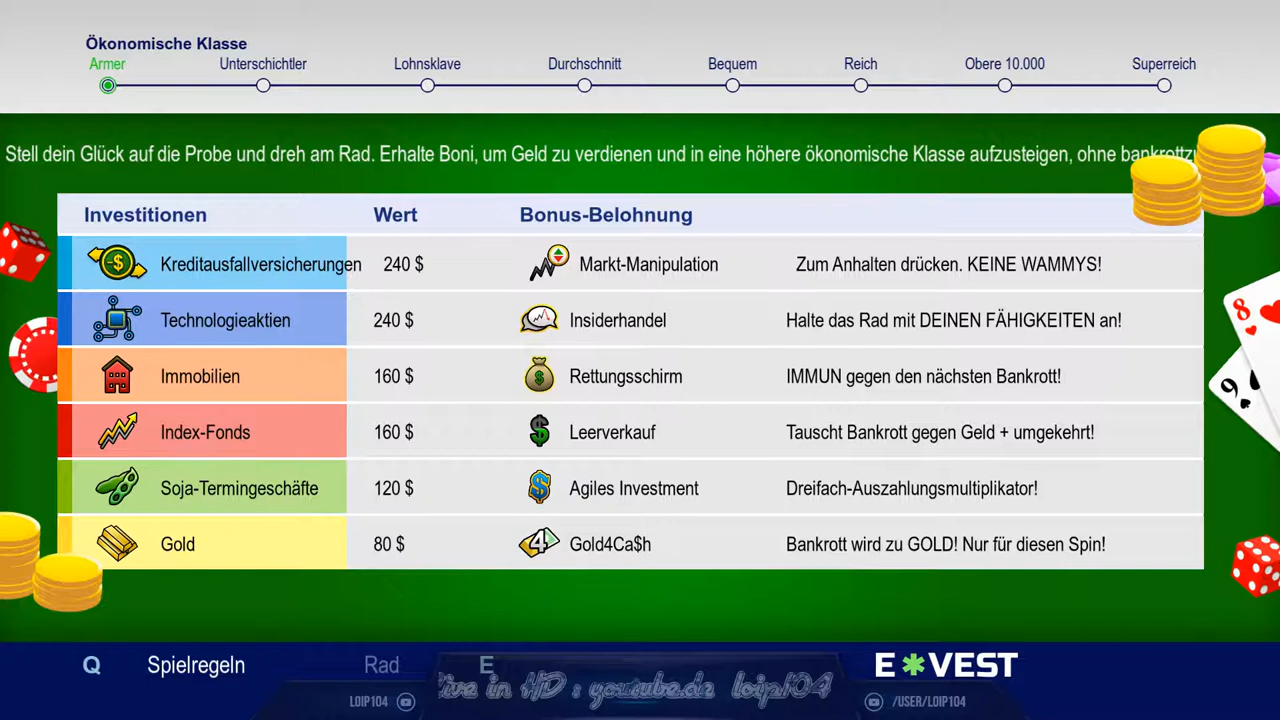 Ökonomische Klasse
Armer Unterschichtler Lohnsklave Durchschnitt Bequem Reich Obere 10.000 Superreich
Stell dein Glück auf die Probe und dreh am Rad. Erhalte Boni, um Geld zu verdienen und in eine höhere ökonomische Klasse aufzusteigen, ohne
Investitionen Wert Bonus-Belohnung
Kreditausfallversicherungen 240 $ Markt-Manipulation Zum Anhalten drücken. KEINE WAMMYS!
Technologieaktien 240 $ Insiderhandel Halte das Rad mit DEINEN FÄHIGKEITEN an!
Immobilien 160 $ Rettungsschirm IMMUN gegen den nächsten Bankrott!
Index-Fonds 160 $ Leerverkauf Tauscht Bankrott gegen Geld + umgekehrt!
Soja-Termingeschäfte 120 $ Agiles Investment Dreifach-Auszahlungsmultiplikator!
Gold 80 $ Gold4Ca$h Bankrott wird zu GOLD! Nur für diesen Spin!
Q Spielregeln Rad E E*VEST
Live in HD : youtube.de loip104
LOIP104 /USER/LOIP104